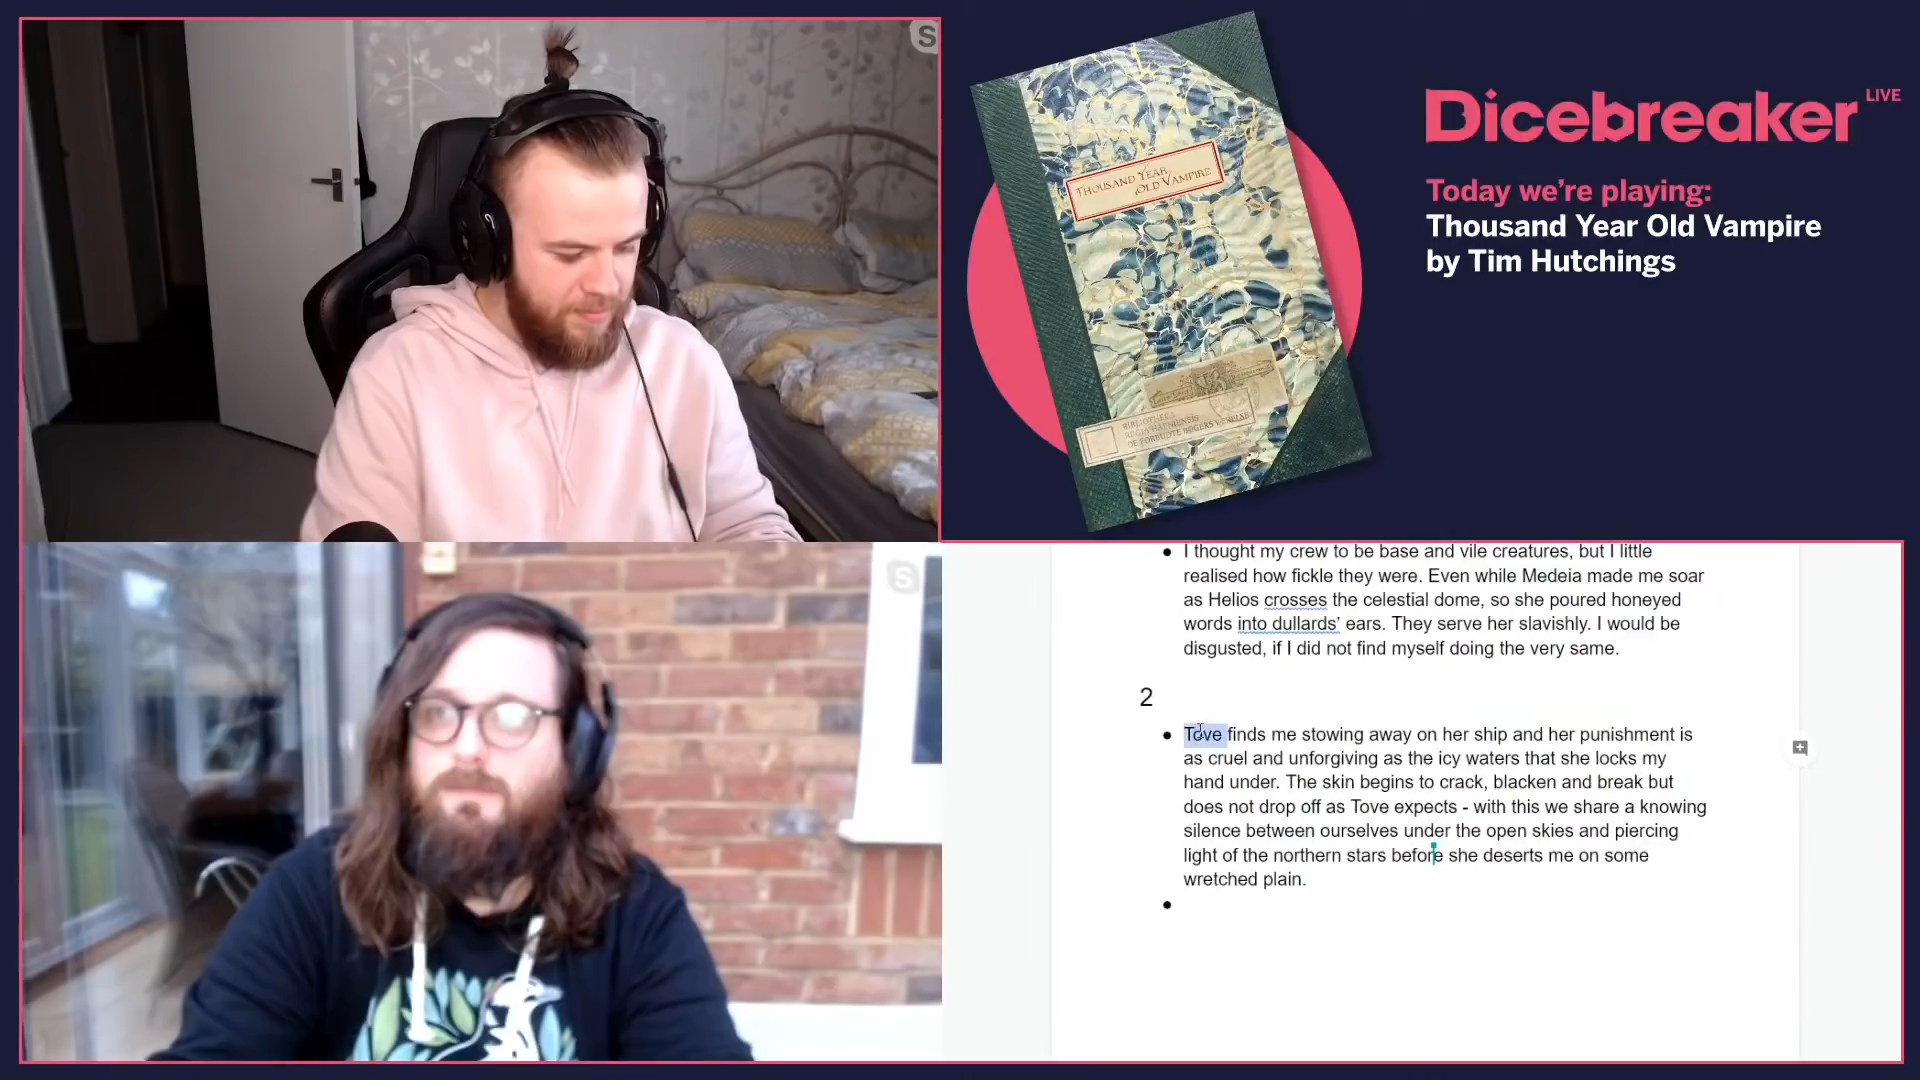 S
THOUSAND YEAR
OLD VAMPIRE
BIBLIOTHECA
REGIA HAFNIENSIS
DE FORBUDTE BØGERS VÆRELSE
Dicebreaker LIVE
Today we’re playing:
Thousand Year Old Vampire
by Tim Hutchings
S
• I thought my crew to be base and vile creatures, but I little
realised how fickle they were. Even while Medeia made me soar
as Helios crosses the celestial dome, so she poured honeyed
words into dullards’ ears. They serve her slavishly. I would be
disgusted, if I did not find myself doing the very same.
2
• Tove finds me stowing away on her ship and her punishment is
as cruel and unforgiving as the icy waters that she locks my
hand under. The skin begins to crack, blacken and break but
does not drop off as Tove expects - with this we share a knowing
silence between ourselves under the open skies and piercing
light of the northern stars before she deserts me on some
wretched plain.
•